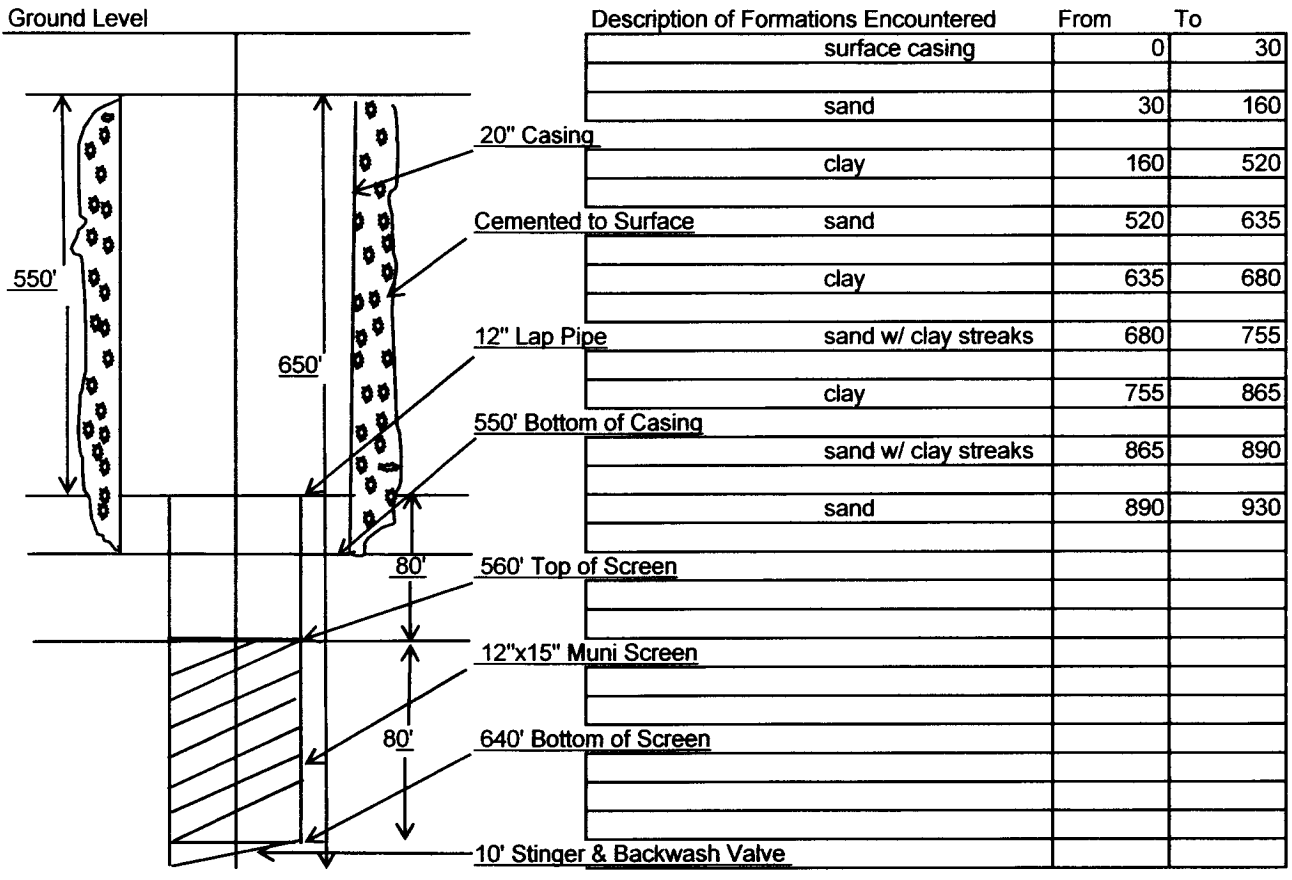 Ground Level
Description of Formations Encountered From To
surface casing 0 30
sand 30 160
20" Casing
clay 160 520
Cemented to Surface
sand 520 635
550'
clay 635 680
12" Lap Pipe
sand w/ clay streaks 680 755
650'
clay 755 865
550' Bottom of Casing
sand w/ clay streaks 865 890
sand 890 930
80'
560' Top of Screen
12"x15" Muni Screen
80'
640' Bottom of Screen
10' Stinger & Backwash Valve